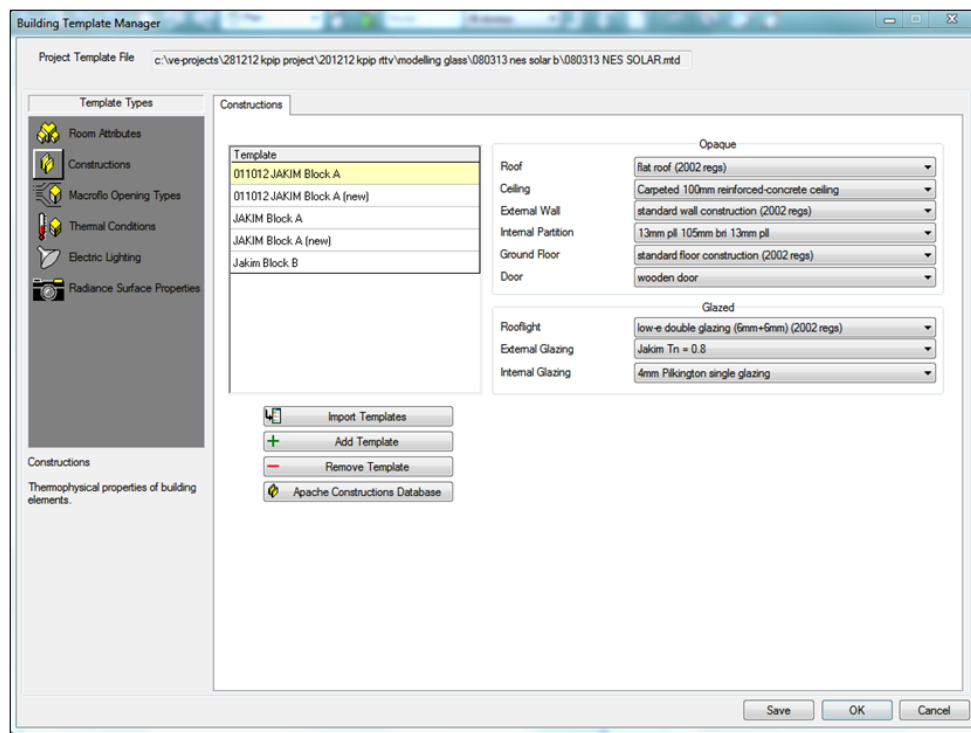 Building Template Manager
Project Template File c:\ve-projects\281212 kpip project\201212 kpip rttv\modelling glass\080313 nes solar b\080313 NES SOLAR.mtd
Template Types
Room Attributes
Constructions
Macroflo Opening Types
Thermal Conditions
Electric Lighting
Radiance Surface Properties
Constructions
Thermophysical properties of building
elements.
Constructions
Template
011012 JAKIM Block A
011012 JAKIM Block A (new)
JAKIM Block A
JAKIM Block A (new)
Jakim Block B
Import Templates
Add Template
Remove Template
Apache Constructions Database
Opaque
Roof flat roof (2002 regs)
Ceiling Carpeted 100mm reinforced-concrete ceiling
External Wall standard wall construction (2002 regs)
Internal Partition 13mm pll 105mm bri 13mm pll
Ground Floor standard floor construction (2002 regs)
Door wooden door
Glazed
Rooflight low-e double glazing (6mm+6mm) (2002 regs)
External Glazing Jakim Tn = 0.8
Internal Glazing 4mm Pilkington single glazing
Save OK Cancel